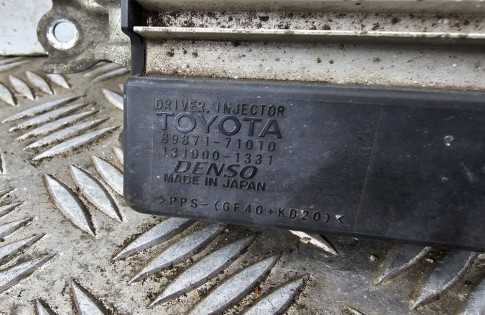 DRIVER, INJECTOR
TOYOTA
89871-71010
131000-1331
DENSO
MADE IN JAPAN
>PPS-(GF40+KD20)<